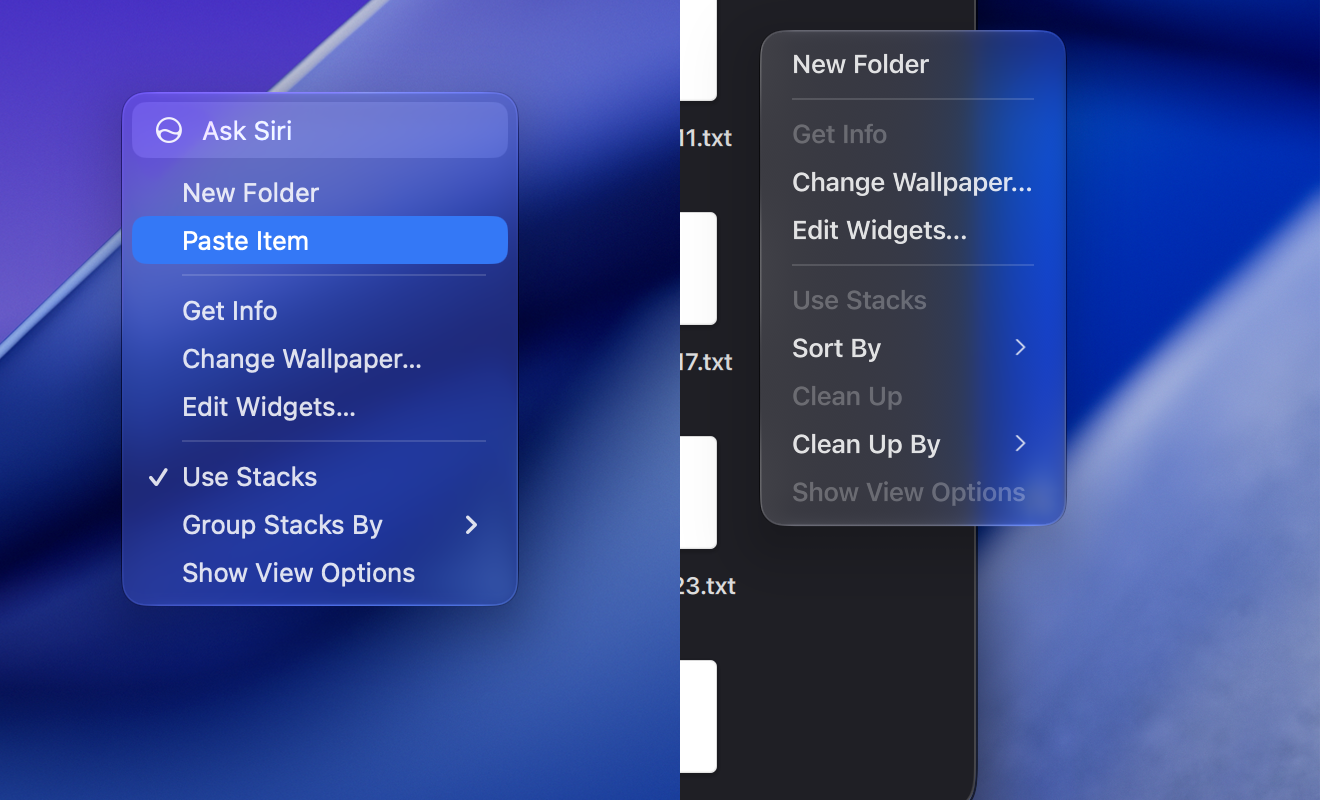 Ask Siri
New Folder
Paste Item
Get Info
Change Wallpaper...
Edit Widgets...
Use Stacks
Group Stacks By
Show View Options
11.txt
17.txt
23.txt
New Folder
Get Info
Change Wallpaper...
Edit Widgets...
Use Stacks
Sort By
Clean Up
Clean Up By
Show View Options